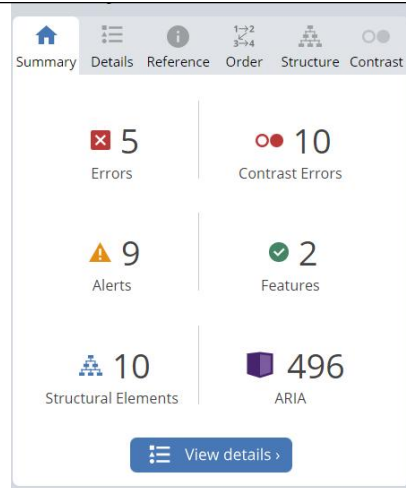 Summary Details Reference Order Structure Contrast
1→2
3→4
5 10
Errors Contrast Errors
9 2
Alerts Features
10 496
Structural Elements ARIA
View details ›